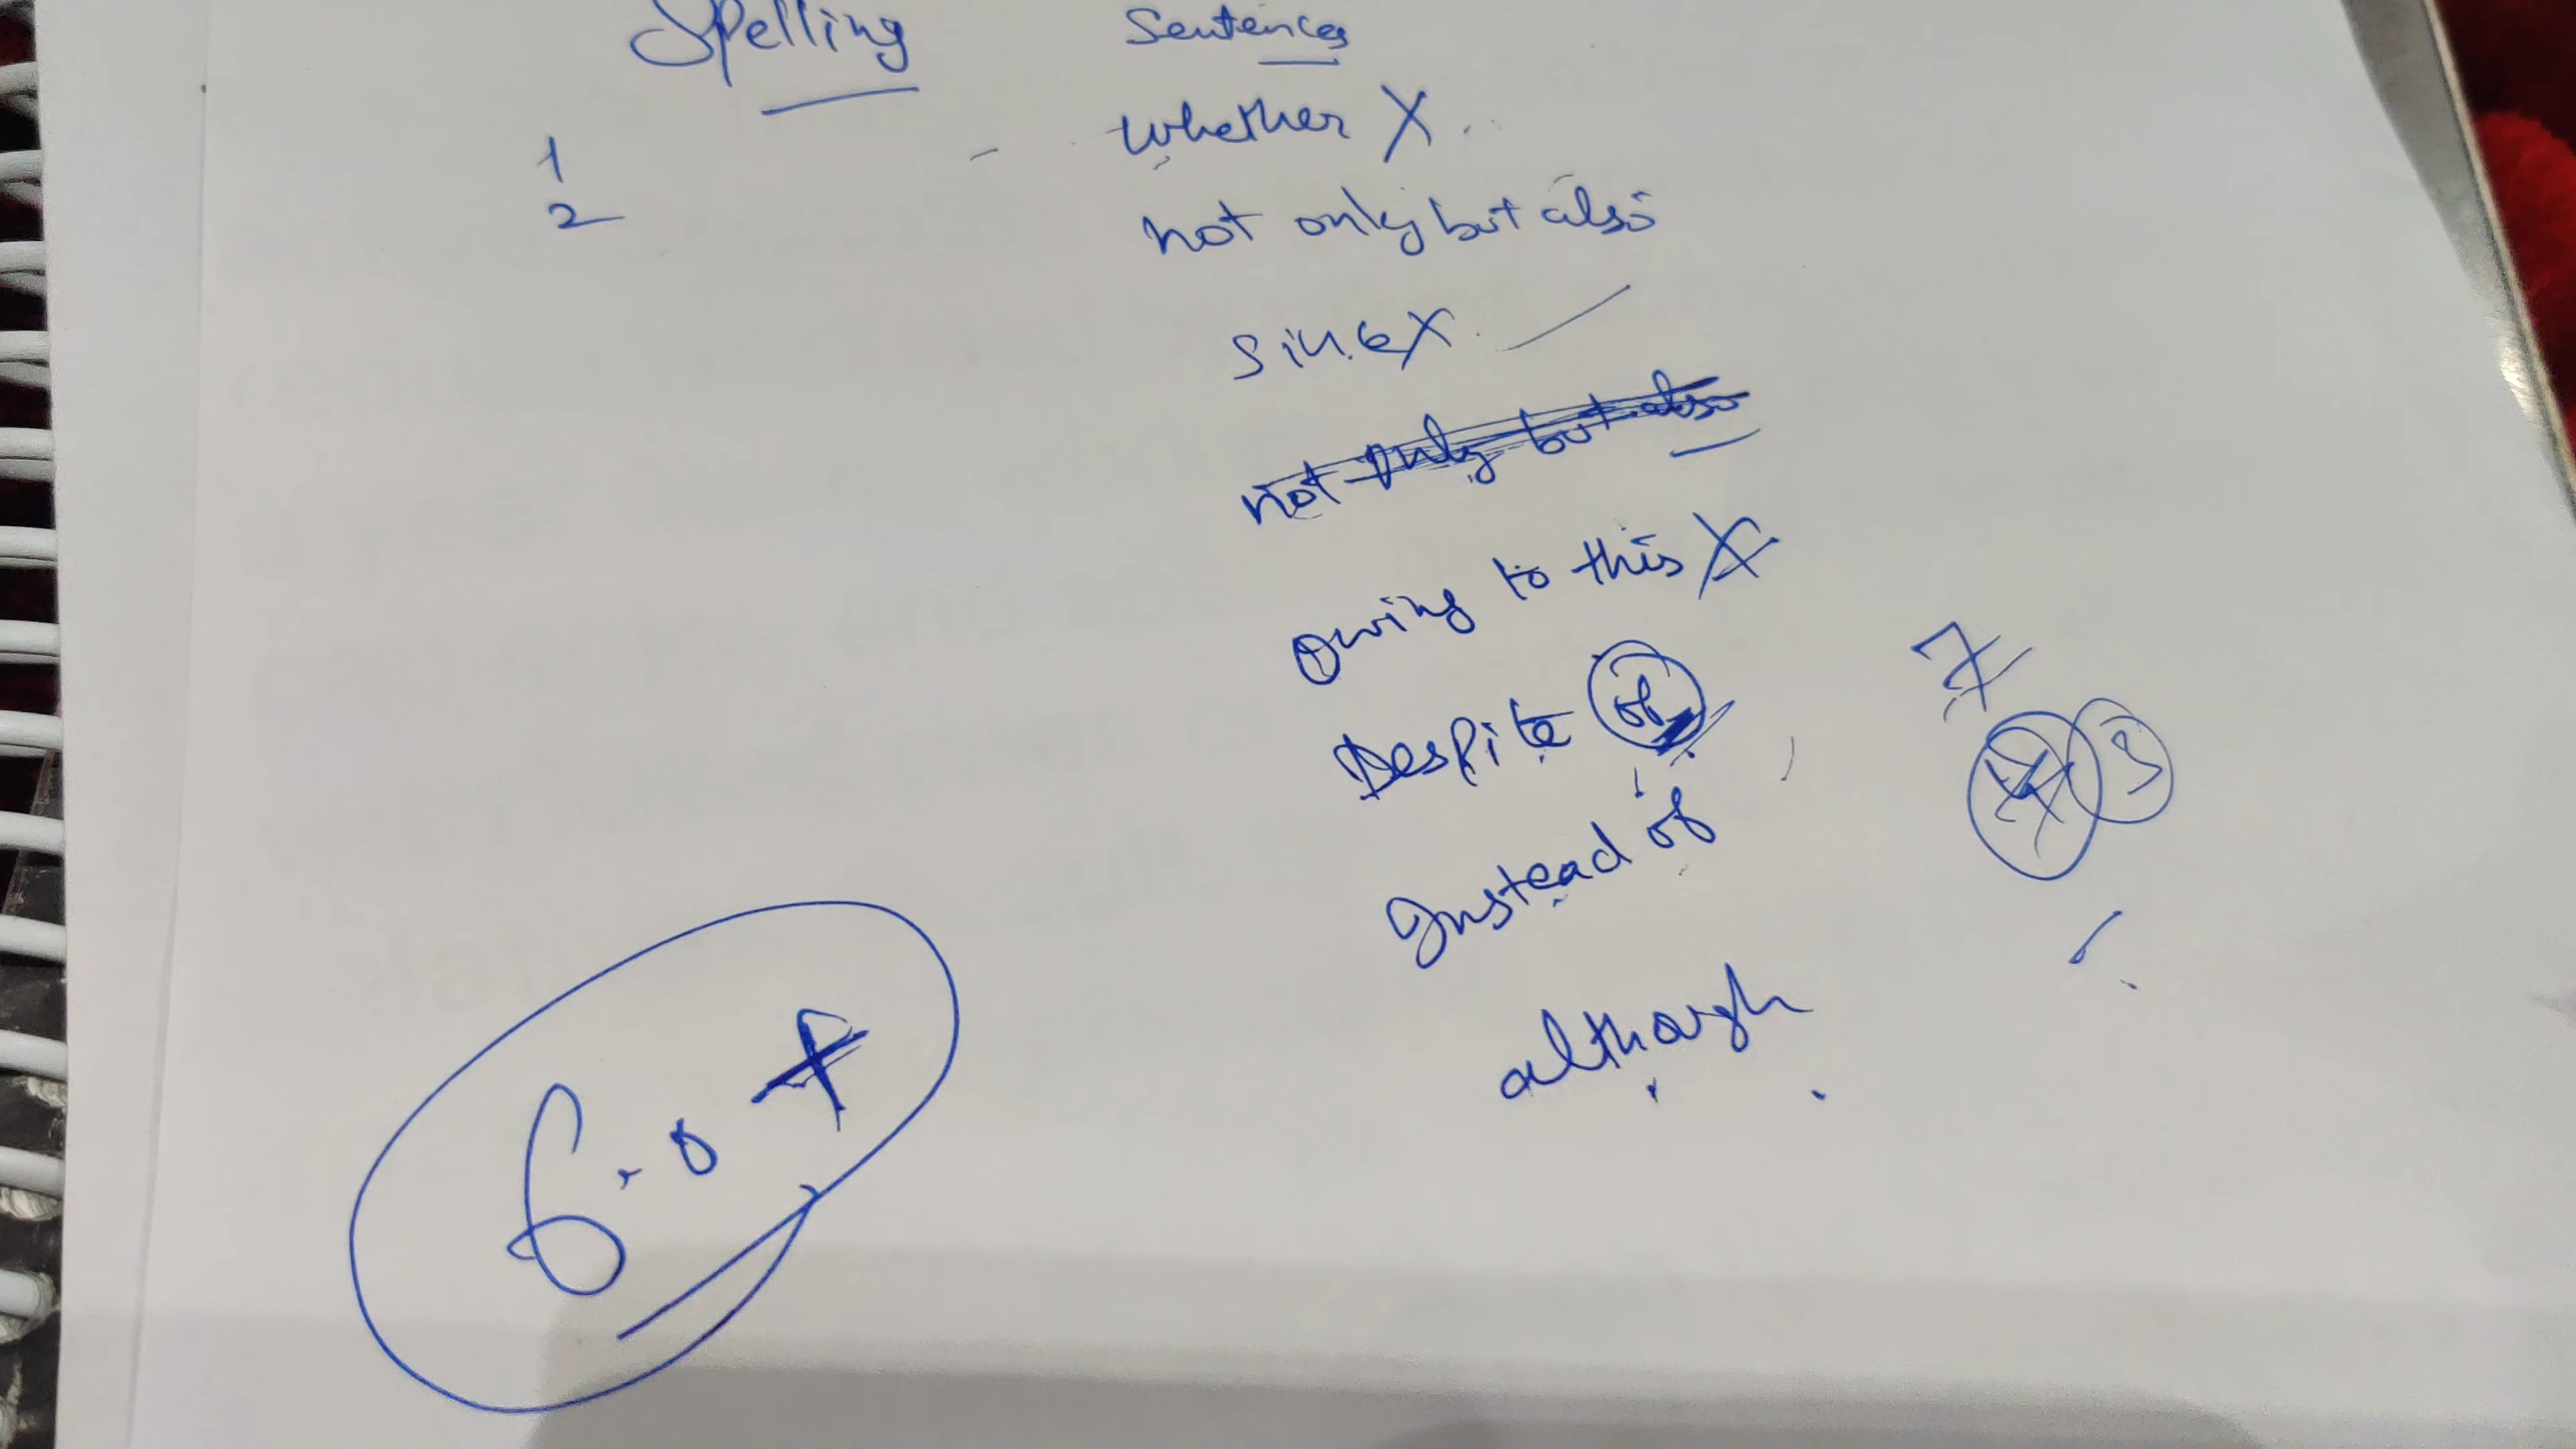 Spelling Sentences
1 - whether X
2 not only but also
since X
not only but also
owing to this X
Despite of
7
3
Instead of
although
6.0 +